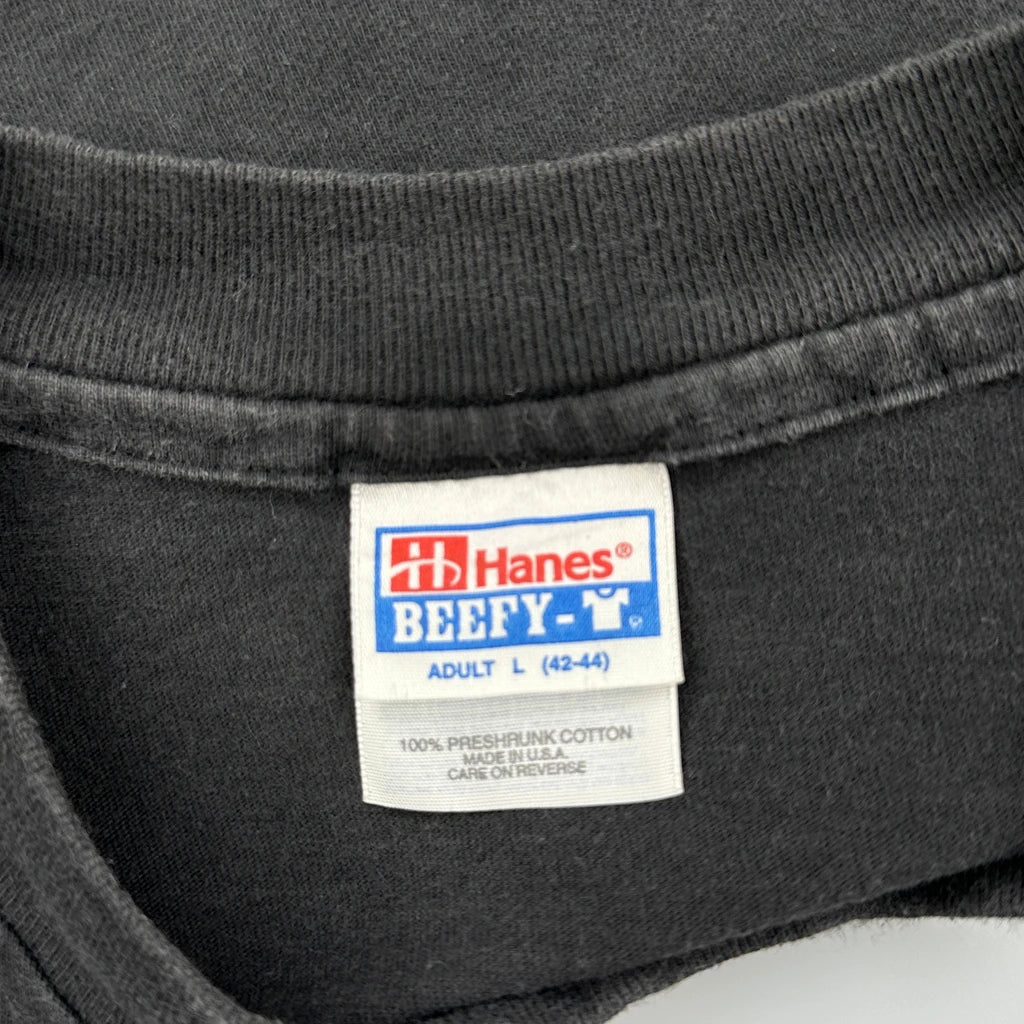 H Hanes®
BEEFY-T®
ADULT L (42-44)
100% PRESHRUNK COTTON
MADE IN U.S.A.
CARE ON REVERSE